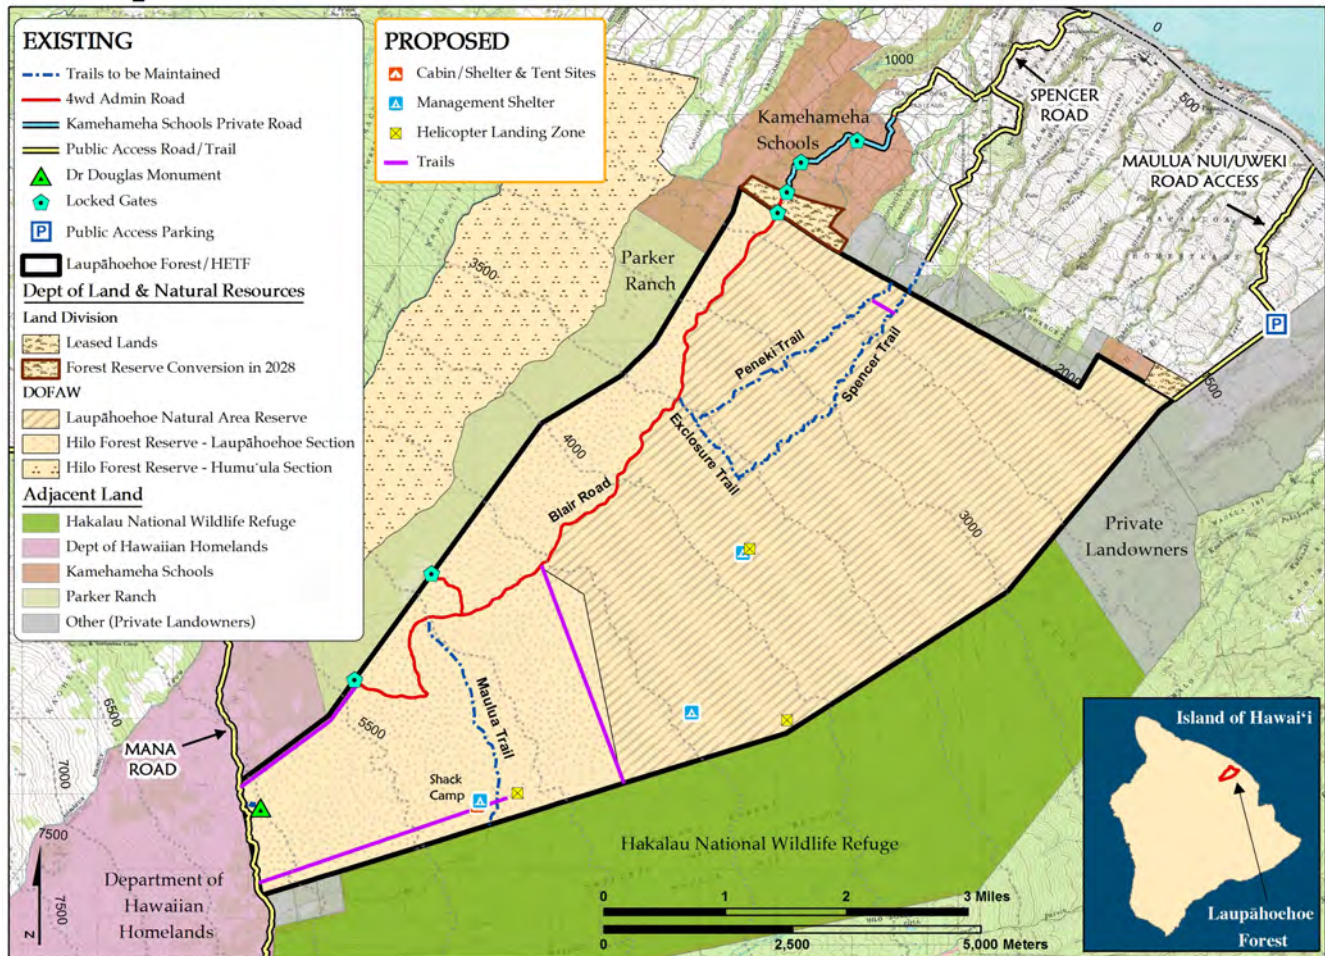 EXISTING
Trails to be Maintained
4wd Admin Road
Kamehameha Schools Private Road
Public Access Road/Trail
Dr Douglas Monument
Locked Gates
P
Public Access Parking
Laupāhoehoe Forest/HETF
Dept of Land & Natural Resources
Land Division
Leased Lands
Forest Reserve Conversion in 2028
DOFAW
Laupāhoehoe Natural Area Reserve
Hilo Forest Reserve - Laupāhoehoe Section
Hilo Forest Reserve - Humuʻula Section
Adjacent Land
Hakalau National Wildlife Refuge
Dept of Hawaiian Homelands
Kamehameha Schools
Parker Ranch
Other (Private Landowners)
PROPOSED
Cabin/Shelter & Tent Sites
Management Shelter
Helicopter Landing Zone
Trails
0
500
1000
SPENCER
ROAD
Kamehameha
Schools
MAULUA NUI/UWEKI
ROAD ACCESS
3500
Parker
Ranch
P
Peneki Trail
Spencer Trail
2000
1500
Exclosure Trail
4000
Blair Road
3000
Private
Landowners
Maulua Trail
5500
6500
MANA
ROAD
7000
Shack
Camp
7500
7500
Hakalau National Wildlife Refuge
Department of
Hawaiian
Homelands
N
0 1 2 3 Miles
0 2,500 5,000 Meters
Island of Hawaiʻi
Laupāhoehoe
Forest